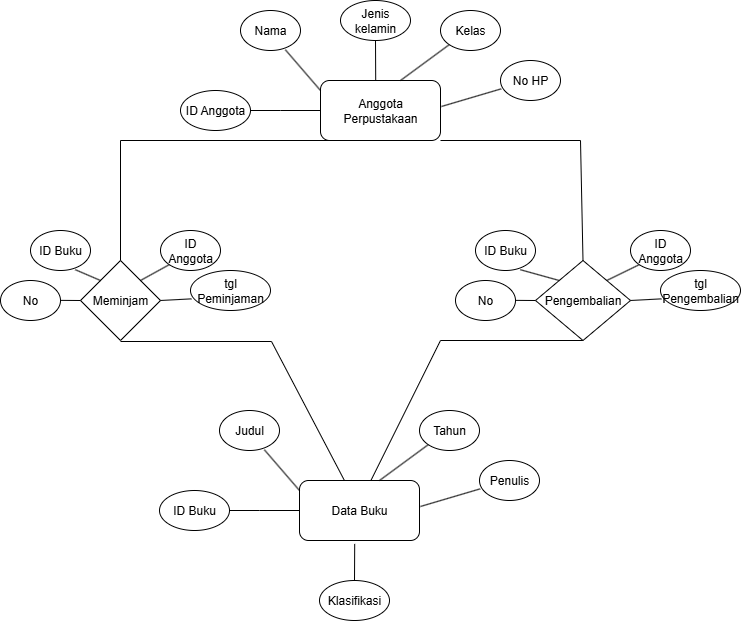 Jenis
kelamin
Nama
Kelas
No HP
ID Anggota
Anggota
Perpustakaan
ID Buku
ID
Anggota
No
Meminjam
tgl
Peminjaman
ID Buku
ID
Anggota
No
Pengembalian
tgl
Pengembalian
Judul
Tahun
ID Buku
Data Buku
Penulis
Klasifikasi